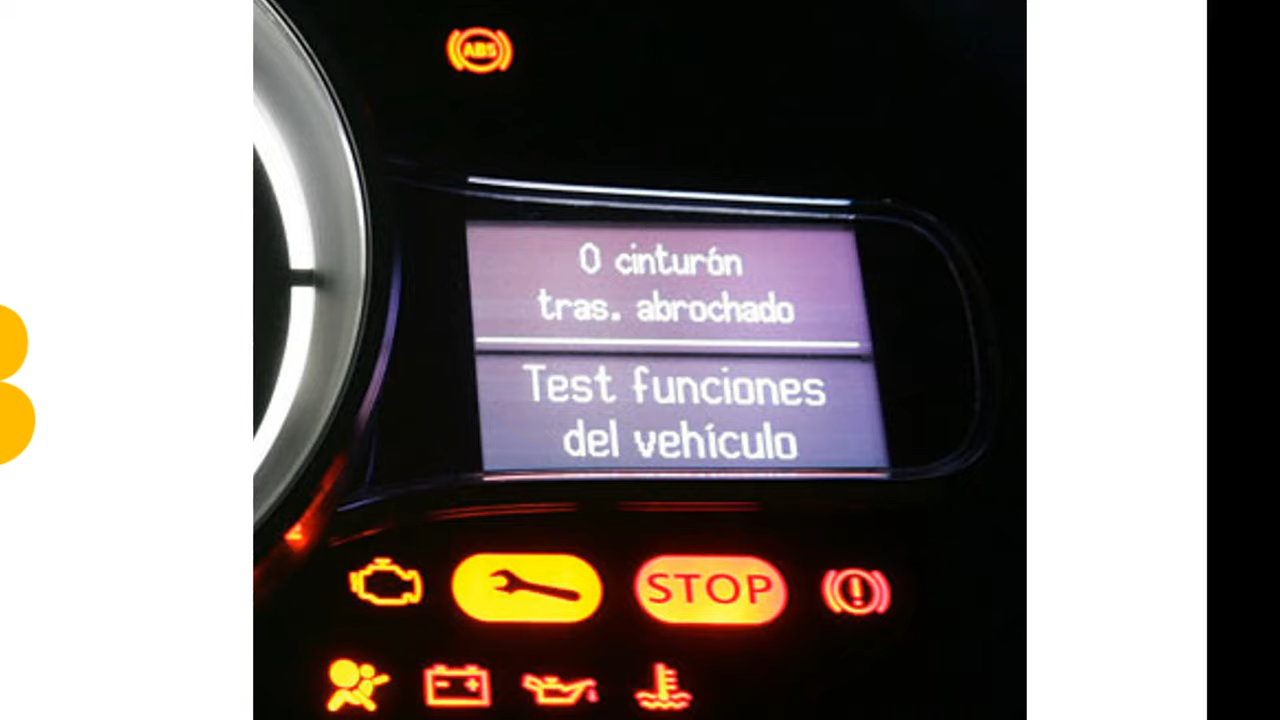 ABS
0 cinturón
tras. abrochado
Test funciones
del vehículo
STOP